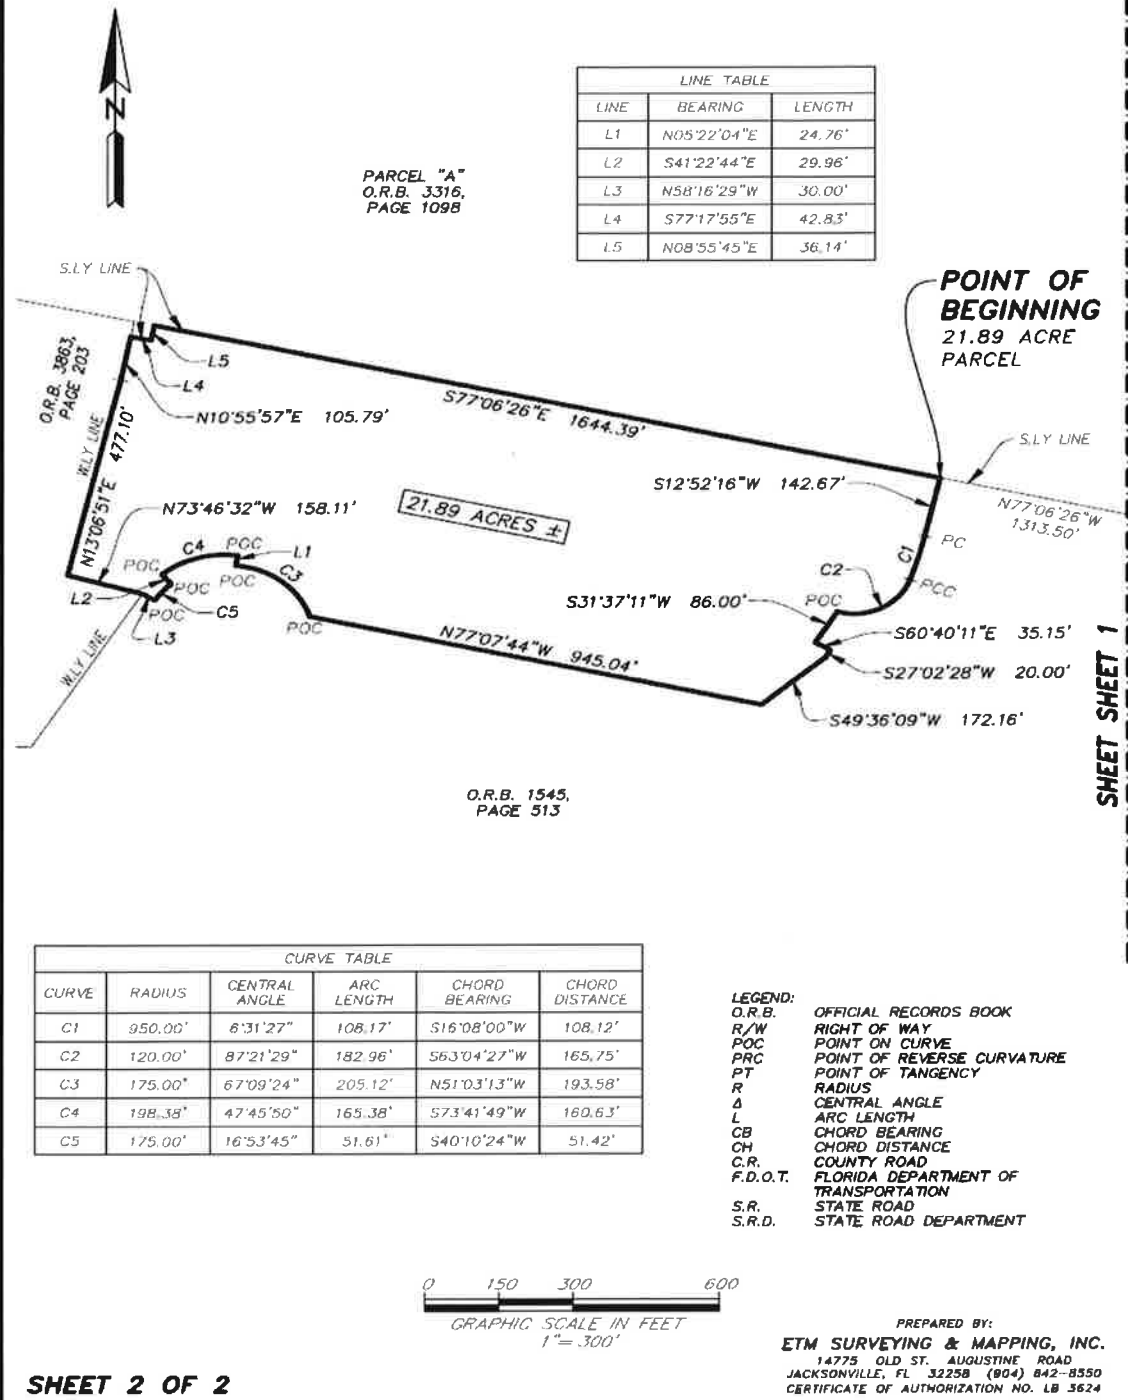 N
LINE TABLE
LINE BEARING LENGTH
L1 N05°22'04"E 24.76'
L2 S41°22'44"E 29.96'
L3 N58°16'29"W 30.00'
L4 S77°17'55"E 42.83'
L5 N08°55'45"E 36.14'
PARCEL "A"
O.R.B. 3316,
PAGE 1098
S.LY LINE
POINT OF
BEGINNING
21.89 ACRE
PARCEL
O.R.B. 3863,
PAGE 203
L5
L4
N10°55'57"E 105.79'
S77°06'26"E 1644.39'
S.LY LINE
W.LY LINE
N13°06'51"E 477.10'
S12°52'16"W 142.67'
N77°06'26"W
1313.50'
N73°46'32"W 158.11'
21.89 ACRES ±
C4
POC
L1
C1
PC
POC
POC
C3
C2
PCC
L2
POC
C5
S31°37'11"W 86.00'
POC
POC
L3
POC
N77°07'44"W 945.04'
S60°40'11"E 35.15'
W.LY LINE
S27°02'28"W 20.00'
S49°36'09"W 172.16'
SHEET SHEET 1
O.R.B. 1545,
PAGE 513
CURVE TABLE
CURVE RADIUS CENTRAL ANGLE ARC LENGTH CHORD BEARING CHORD DISTANCE
C1 950.00' 6°31'27" 108.17' S16°08'00"W 108.12'
C2 120.00' 87°21'29" 182.96' S63°04'27"W 165.75'
C3 175.00' 67°09'24" 205.12' N51°03'13"W 193.58'
C4 198.38' 47°45'50" 165.38' S73°41'49"W 160.63'
C5 175.00' 16°53'45" 51.61' S40°10'24"W 51.42'
LEGEND:
O.R.B. OFFICIAL RECORDS BOOK
R/W RIGHT OF WAY
POC POINT ON CURVE
PRC POINT OF REVERSE CURVATURE
PT POINT OF TANGENCY
R RADIUS
Δ CENTRAL ANGLE
L ARC LENGTH
CB CHORD BEARING
CH CHORD DISTANCE
C.R. COUNTY ROAD
F.D.O.T. FLORIDA DEPARTMENT OF
TRANSPORTATION
S.R. STATE ROAD
S.R.D. STATE ROAD DEPARTMENT
0 150 300 600
GRAPHIC SCALE IN FEET
1"= 300'
PREPARED BY:
ETM SURVEYING & MAPPING, INC.
14775 OLD ST. AUGUSTINE ROAD
JACKSONVILLE, FL 32258 (904) 642-8550
CERTIFICATE OF AUTHORIZATION NO. LB 3624
SHEET 2 OF 2